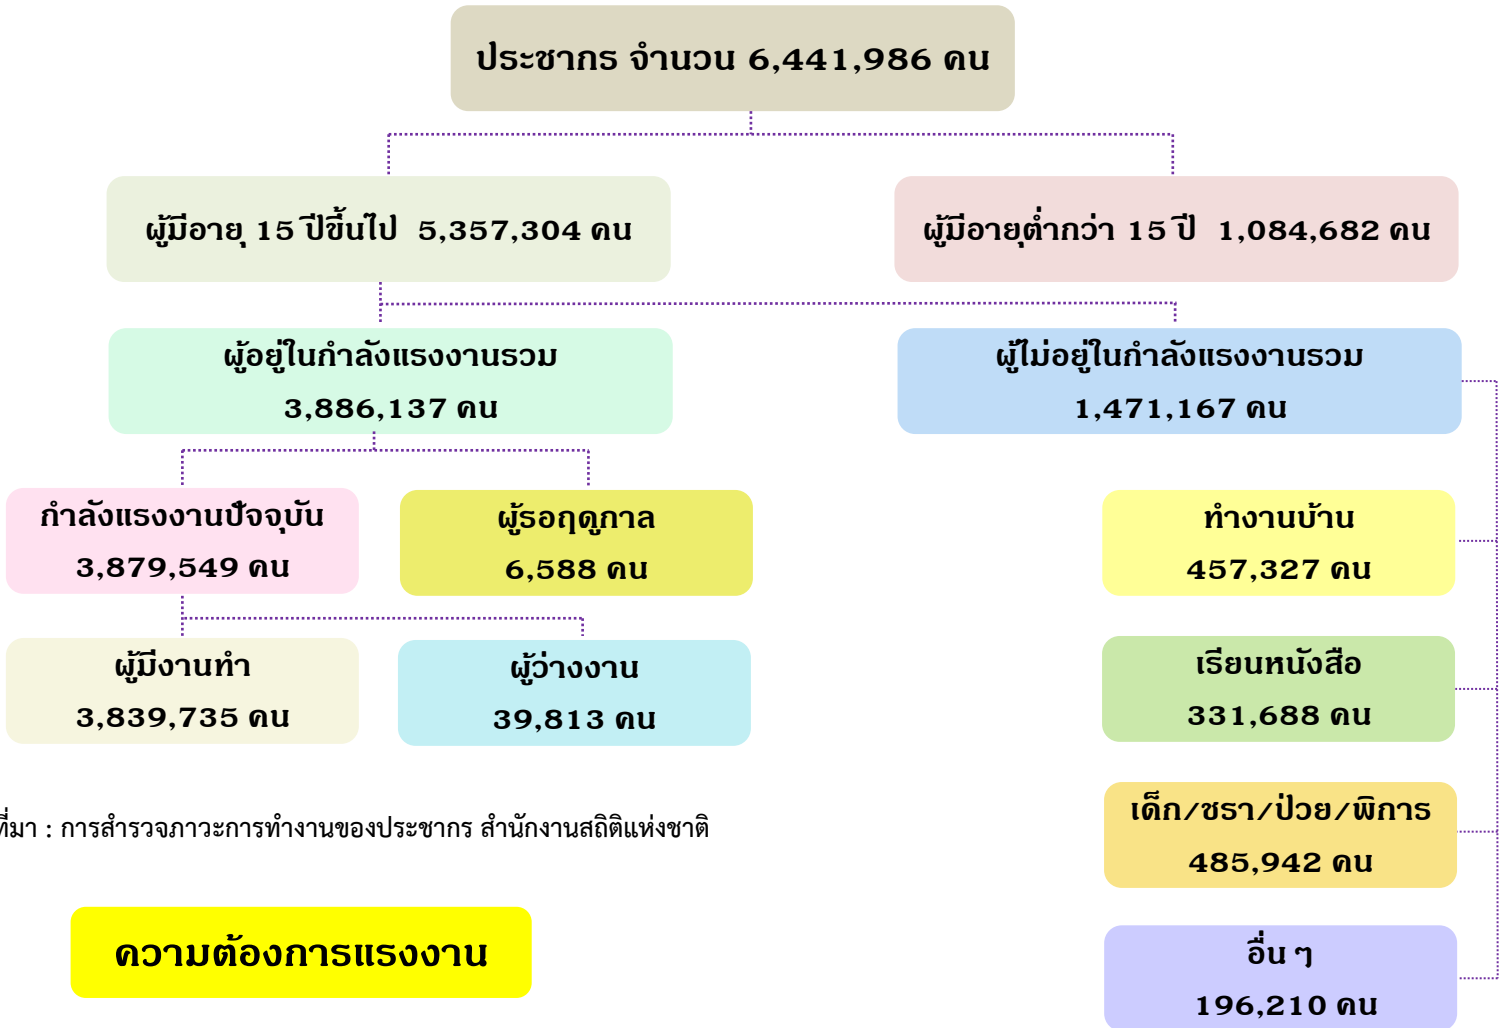 ประชากร จำนวน 6,441,986 คน
ผู้มีอายุ 15 ปีขึ้นไป 5,357,304 คน
ผู้มีอายุต่ำกว่า 15 ปี 1,084,682 คน
ผู้อยู่ในกำลังแรงงานรวม
3,886,137 คน
ผู้ไม่อยู่ในกำลังแรงงานรวม
1,471,167 คน
กำลังแรงงานปัจจุบัน
3,879,549 คน
ผู้รอฤดูกาล
6,588 คน
ทำงานบ้าน
457,327 คน
ผู้มีงานทำ
3,839,735 คน
ผู้ว่างงาน
39,813 คน
เรียนหนังสือ
331,688 คน
เด็ก/ชรา/ป่วย/พิการ
485,942 คน
ที่มา : การสำรวจภาวะการทำงานของประชากร สำนักงานสถิติแห่งชาติ
ความต้องการแรงงาน
อื่น ๆ
196,210 คน